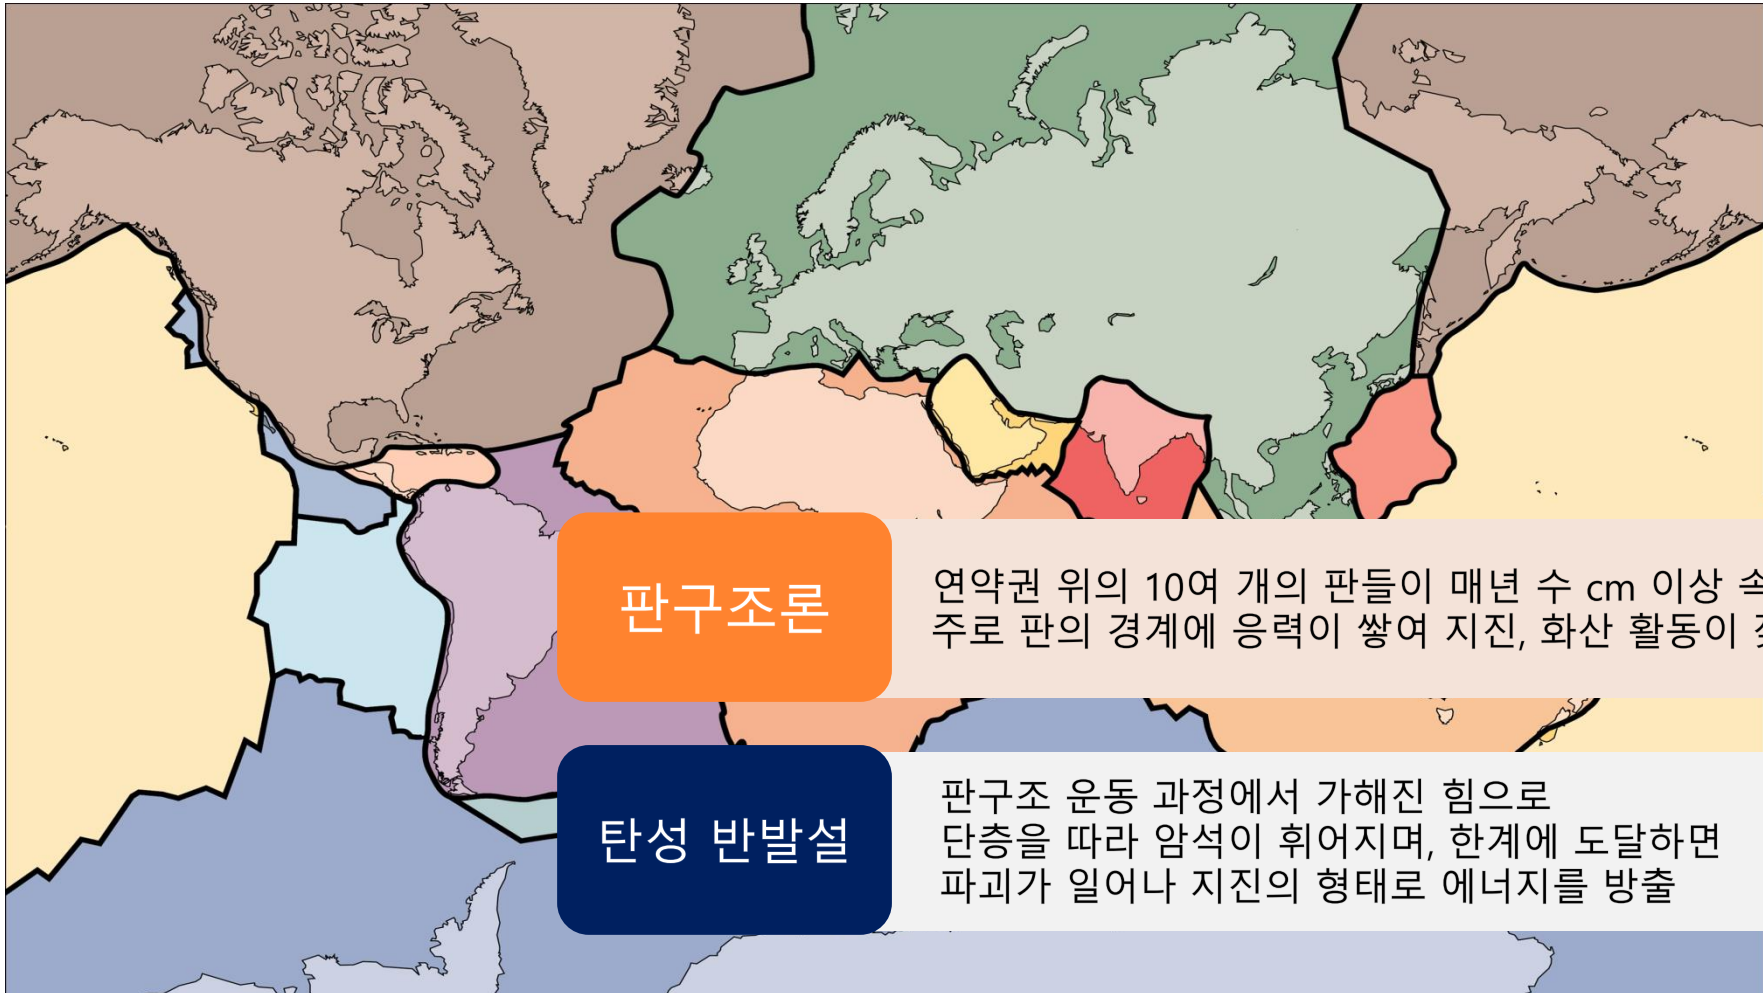 판구조론
연약권 위의 10여 개의 판들이 매년 수 cm 이상
주로 판의 경계에 응력이 쌓여 지진, 화산 활동이
탄성 반발설
판구조 운동 과정에서 가해진 힘으로
단층을 따라 암석이 휘어지며, 한계에 도달하면
파괴가 일어나 지진의 형태로 에너지를 방출